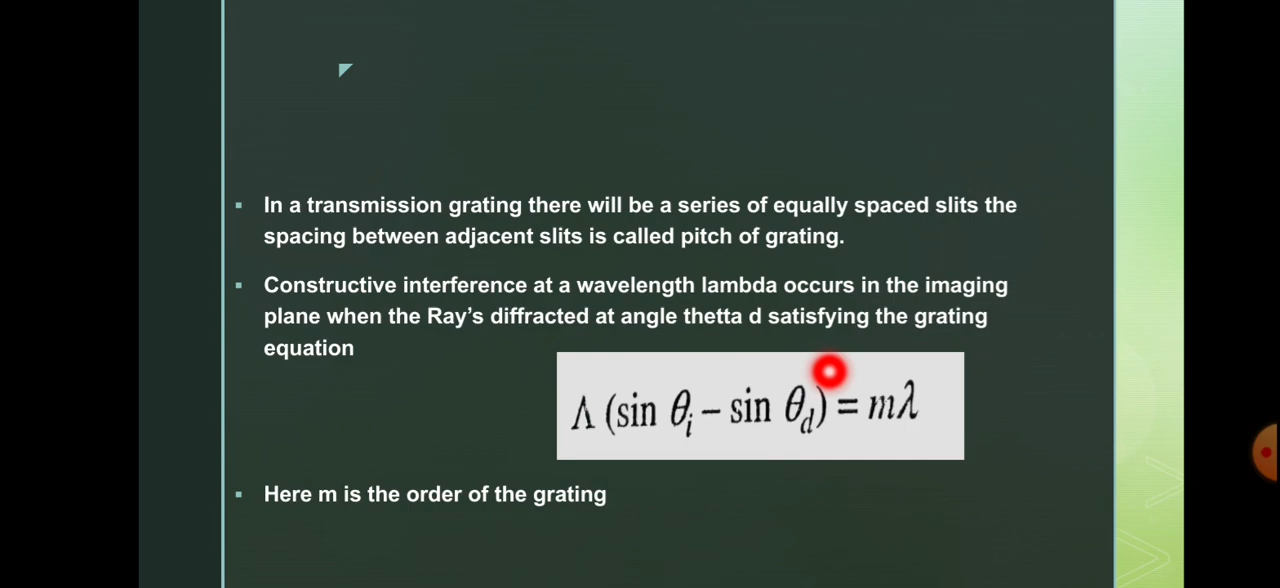 ▪ In a transmission grating there will be a series of equally spaced slits the
spacing between adjacent slits is called pitch of grating.
▪ Constructive interference at a wavelength lambda occurs in the imaging
plane when the Ray’s diffracted at angle thetta d satisfying the grating
equation
Λ (sin θᵢ – sin θ_d) = mλ
▪ Here m is the order of the grating